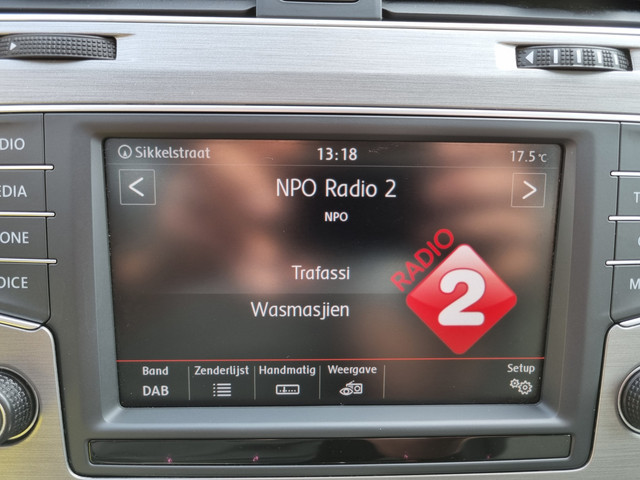 Sikkelstraat 13:18 17.5°C
NPO Radio 2
NPO
Trafassi
Wasmasjien
RADIO
2
Band Zenderlijst Handmatig Weergave Setup
DAB